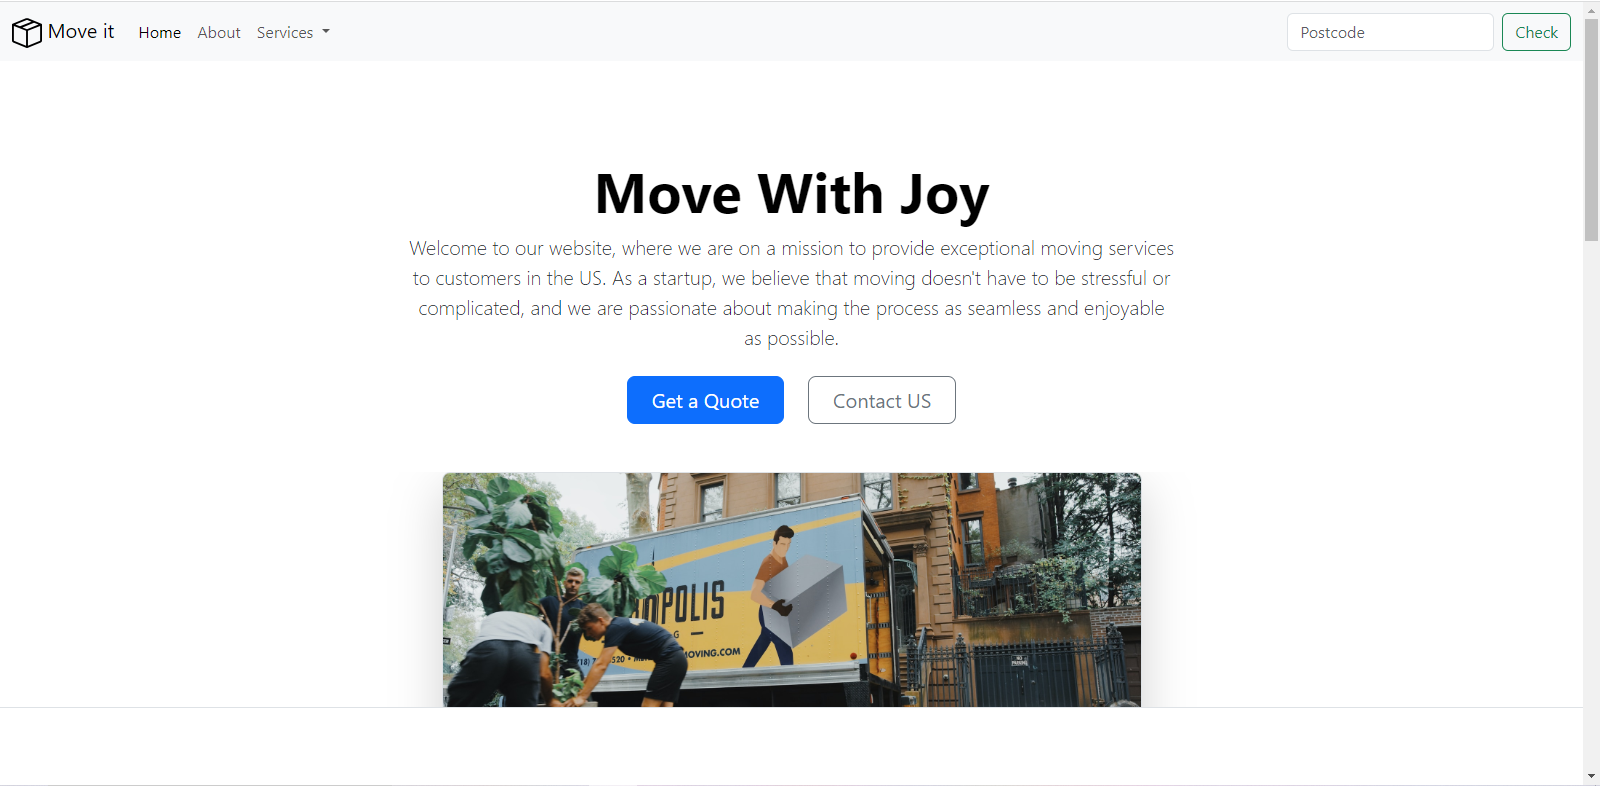 Move it
Home
About
Services
Postcode
Check
Move With Joy
Welcome to our website, where we are on a mission to provide exceptional moving services
to customers in the US. As a startup, we believe that moving doesn't have to be stressful or
complicated, and we are passionate about making the process as seamless and enjoyable
as possible.
Get a Quote
Contact US
POLIS
MOVING.COM
NO
PARKING